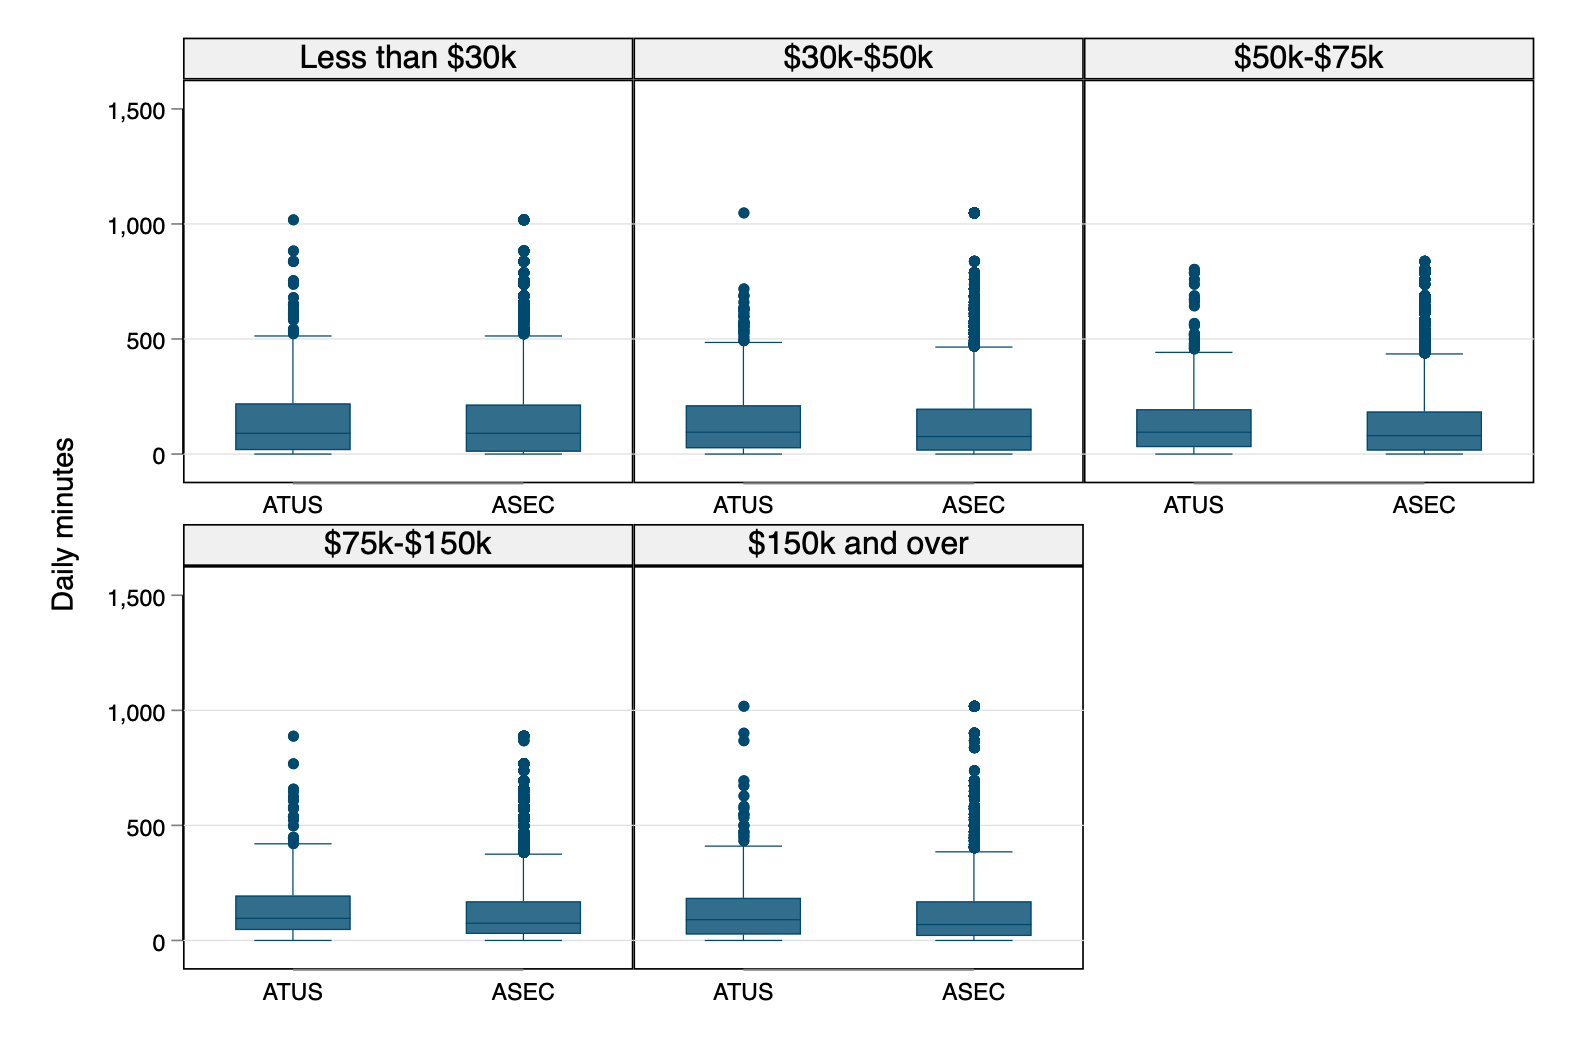 Less than $30k
$30k-$50k
$50k-$75k
1,500
1,000
500
0
ATUS
ASEC
ATUS
ASEC
ATUS
ASEC
Daily minutes
$75k-$150k
$150k and over
1,500
1,000
500
0
ATUS
ASEC
ATUS
ASEC